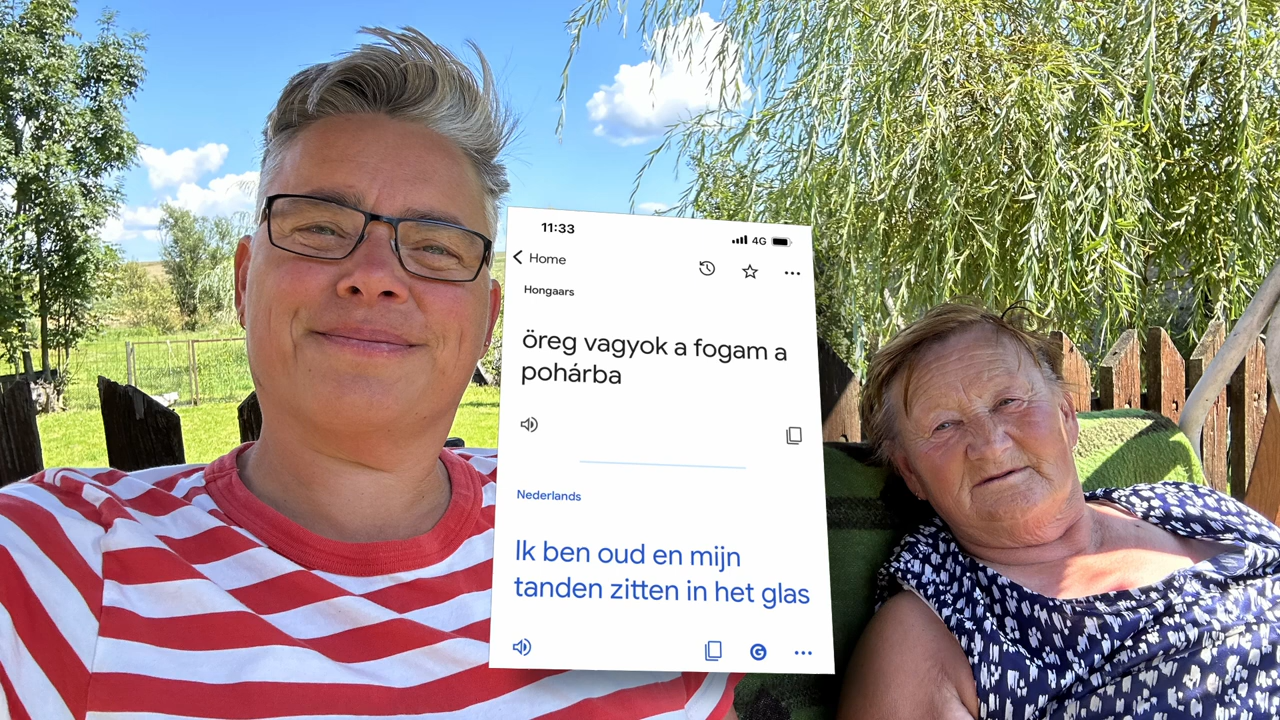 11:33
4G
Home
Hongaars
öreg vagyok a fogam a
pohárba
Nederlands
Ik ben oud en mijn
tanden zitten in het glas
G